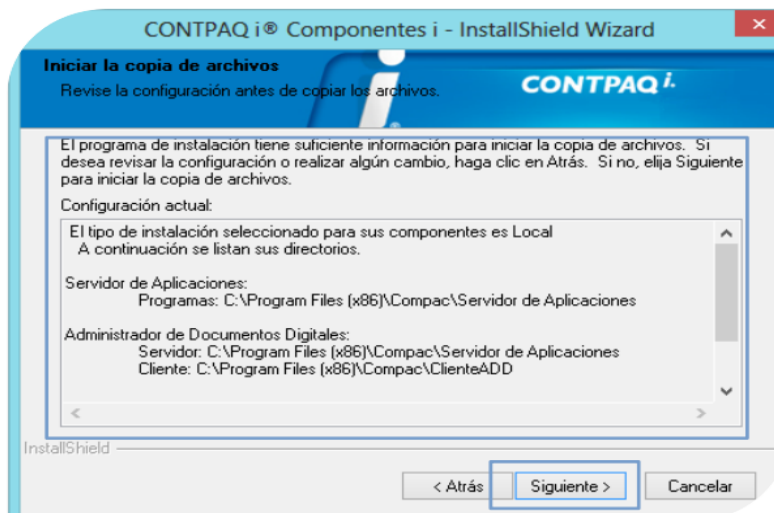 CONTPAQ i® Componentes i - InstallShield Wizard
Iniciar la copia de archivos
Revise la configuración antes de copiar los archivos.
CONTPAQ i.
El programa de instalación tiene suficiente información para iniciar la copia de archivos. Si
desea revisar la configuración o realizar algún cambio, haga clic en Atrás. Si no, elija Siguiente
para iniciar la copia de archivos.
Configuración actual:
El tipo de instalación seleccionado para sus componentes es Local
A continuación se listan sus directorios.
Servidor de Aplicaciones:
Programas: C:\Program Files (x86)\Compac\Servidor de Aplicaciones
Administrador de Documentos Digitales:
Servidor: C:\Program Files (x86)\Compac\Servidor de Aplicaciones
Cliente: C:\Program Files (x86)\Compac\ClienteADD
InstallShield
< Atrás Siguiente > Cancelar